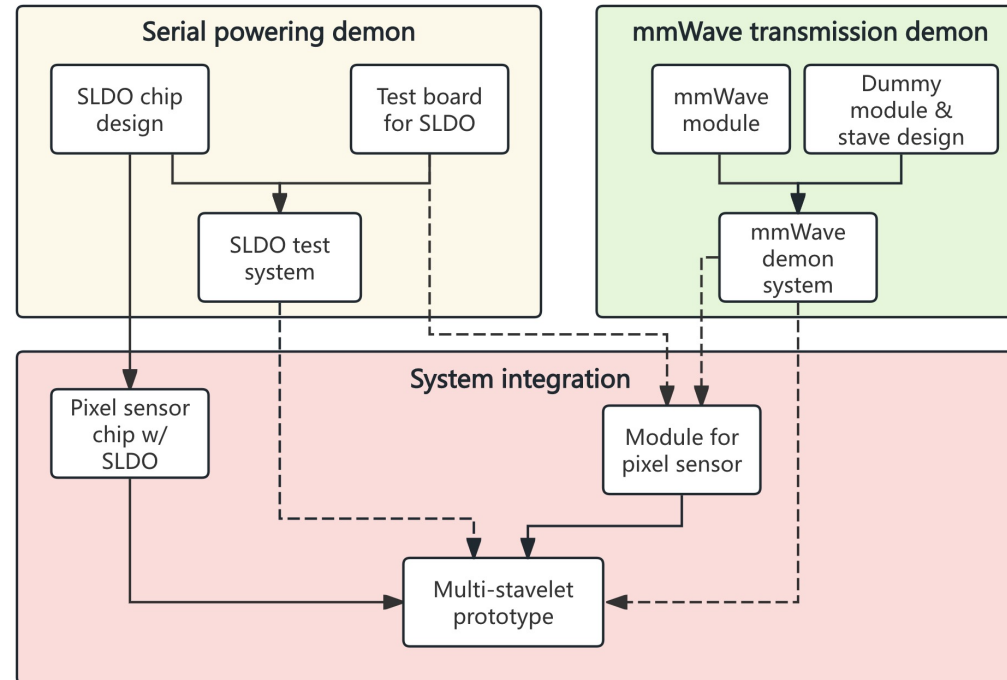 Serial powering demon
SLDO chip
design
Test board
for SLDO
SLDO test
system
mmWave transmission demon
mmWave
module
Dummy
module &
stave design
mmWave
demon
system
System integration
Pixel sensor
chip w/
SLDO
Module for
pixel sensor
Multi-stavelet
prototype